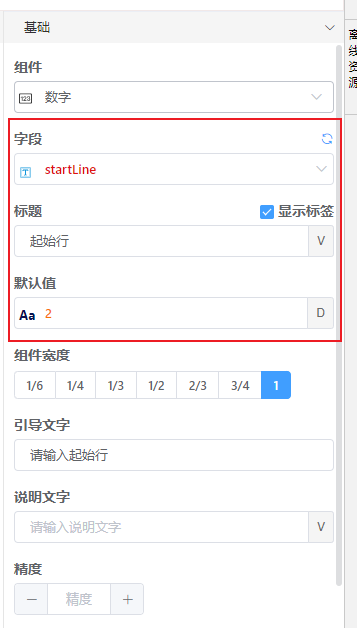 基础
组件
123 数字
字段
T startLine
标题 显示标签
起始行 V
默认值
Aa 2 D
组件宽度
1/6 1/4 1/3 1/2 2/3 3/4 1
引导文字
请输入起始行
说明文字
请输入说明文字 V
精度
− 精度 +
离
线
资
源